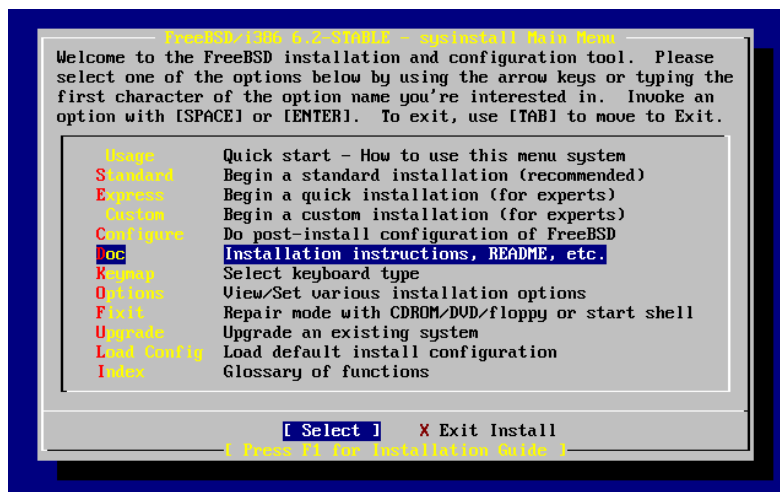 FreeBSD/i386 6.2-STABLE - sysinstall Main Menu
Welcome to the FreeBSD installation and configuration tool.  Please
select one of the options below by using the arrow keys or typing the
first character of the option name you're interested in.  Invoke an
option with [SPACE] or [ENTER].  To exit, use [TAB] to move to Exit.
Usage Quick start - How to use this menu system
Standard Begin a standard installation (recommended)
Express Begin a quick installation (for experts)
Custom Begin a custom installation (for experts)
Configure Do post-install configuration of FreeBSD
Doc Installation instructions, README, etc.
Keymap Select keyboard type
Options View/Set various installation options
Fixit Repair mode with CDROM/DVD/floppy or start shell
Upgrade Upgrade an existing system
Load Config Load default install configuration
Index Glossary of functions
[ Select ] X Exit Install
[ Press F1 for Installation Guide ]